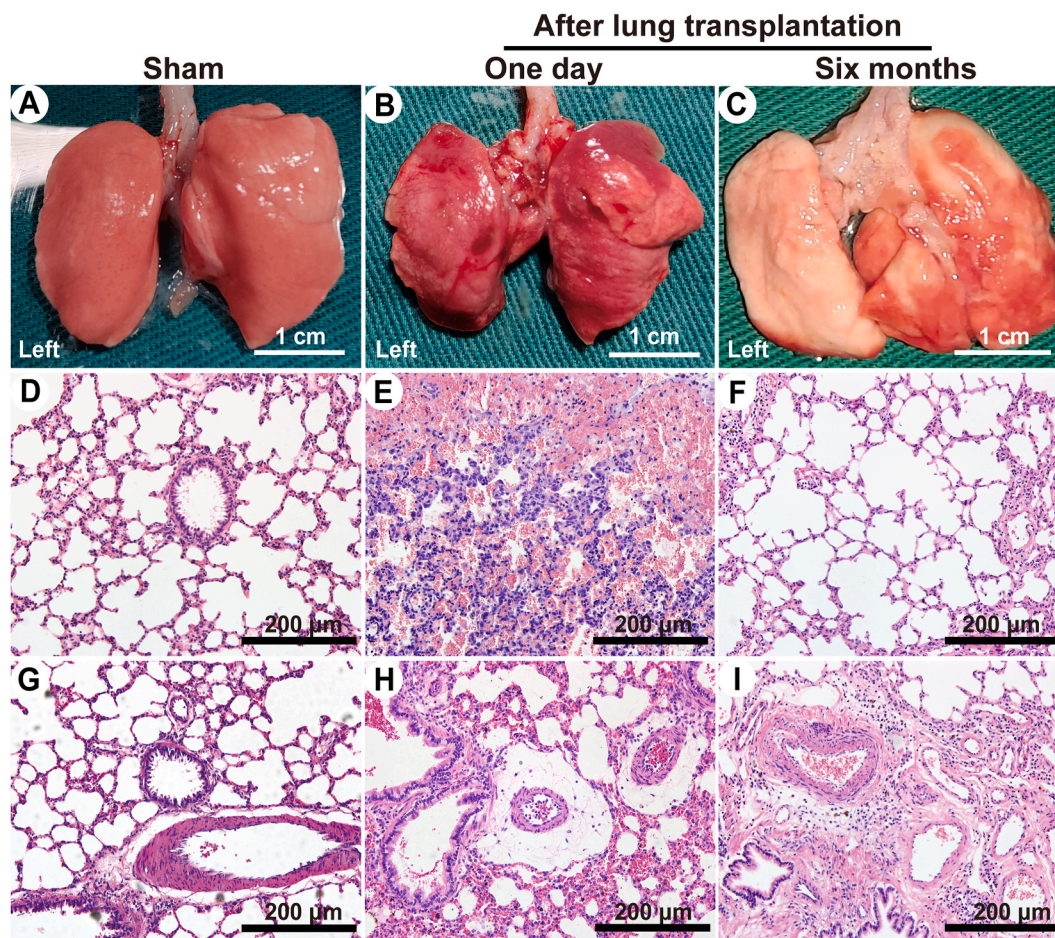 After lung transplantation
Sham One day Six months
A B C
Left 1 cm Left 1 cm Left 1 cm
D E F
200 µm 200 µm 200 µm
G H I
200 µm 200 µm 200 µm